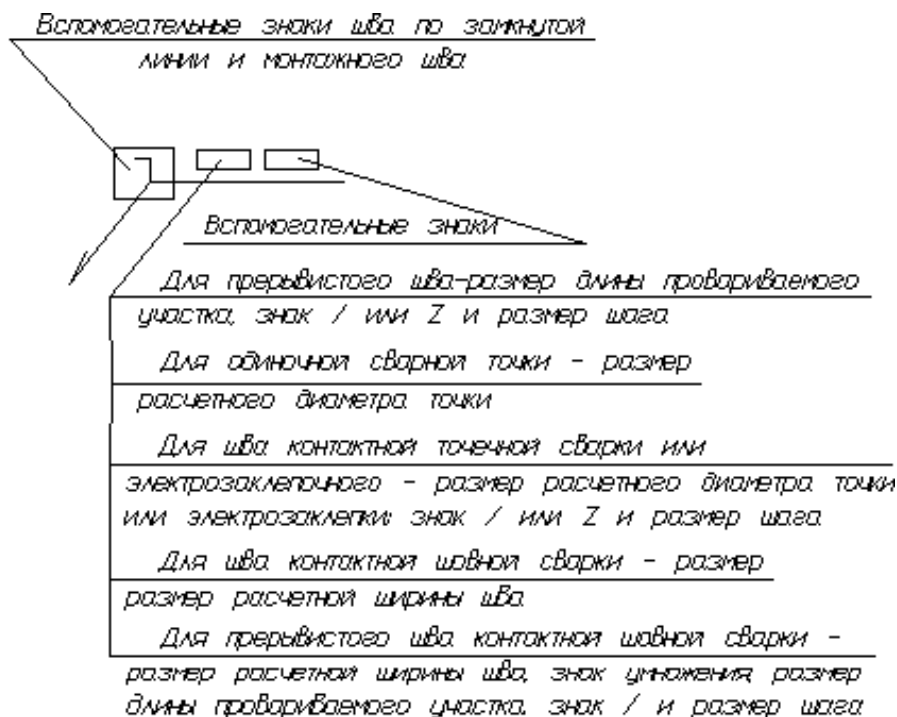 Вспомогательные знаки шва по замкнутой
линии и монтажного шва
Вспомогательные знаки
Для прерывистого шва-размер длины провариваемого
участка, знак / или Z и размер шага
Для одиночной сварной точки - размер
расчетного диаметра точки
Для шва контактной точечной сварки или
электрозаклепочного - размер расчетного диаметра точки
или электрозаклепки; знак / или Z и размер шага
Для шва контактной шовной сварки - размер
размер расчетной ширины шва
Для прерывистого шва контактной шовной сварки -
размер расчетной ширины шва, знак умножения, размер
длины провариваемого участка, знак / и размер шага